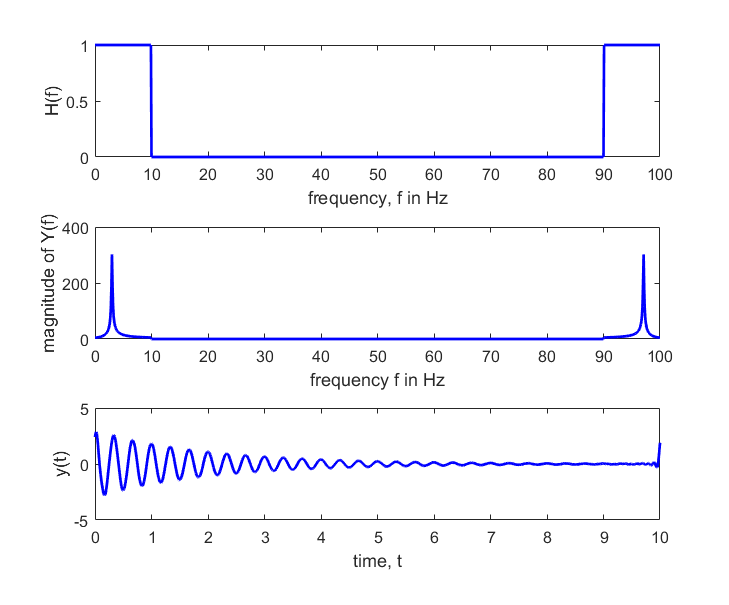 1
0.5
0
H(f)
0 10 20 30 40 50 60 70 80 90 100
frequency, f in Hz
400
200
0
magnitude of Y(f)
0 10 20 30 40 50 60 70 80 90 100
frequency f in Hz
5
0
-5
y(t)
0 1 2 3 4 5 6 7 8 9 10
time, t